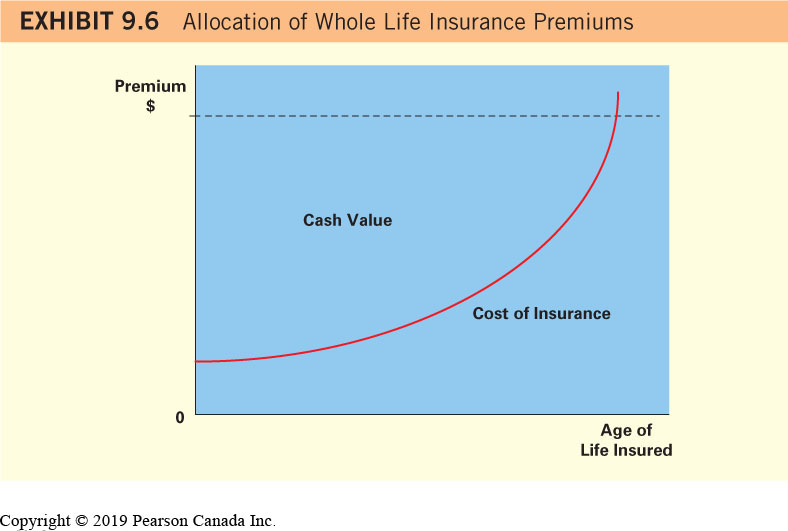 EXHIBIT 9.6 Allocation of Whole Life Insurance Premiums
Premium
$
Cash Value
Cost of Insurance
0
Age of
Life Insured
Copyright © 2019 Pearson Canada Inc.